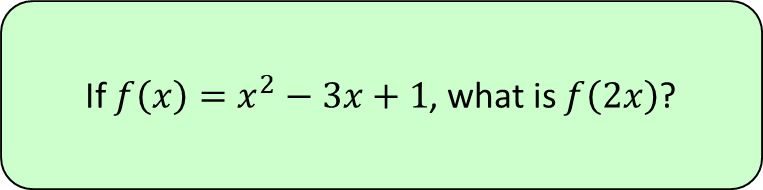 If f(x) = x² − 3x + 1, what is f(2x)?